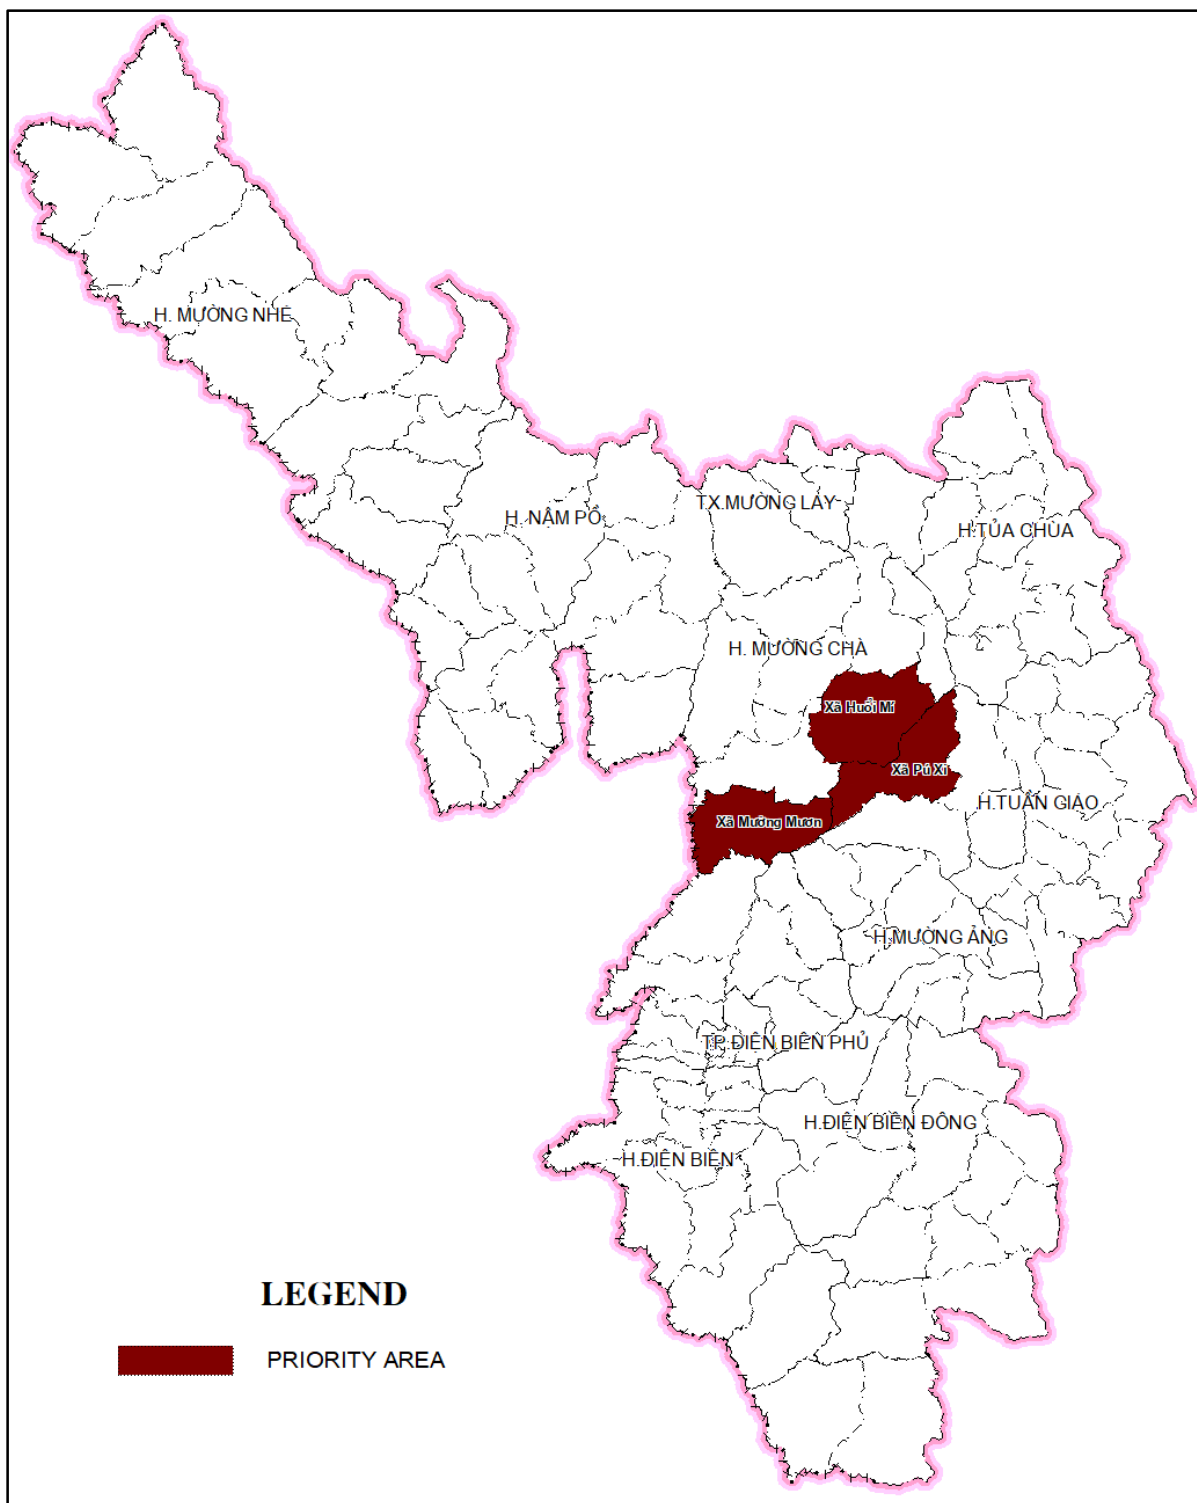 H. MƯỜNG NHÉ
TX.MƯỜNG LAY
H. NẬM PỒ
H.TỦA CHÙA
H. MƯỜNG CHÀ
Xã Huổi Mí
Xã Pú Xi
H.TUẦN GIÁO
Xã Mường Mươn
H.MƯỜNG ẢNG
TP.ĐIỆN BIÊN PHỦ
H.ĐIỆN BIÊN ĐÔNG
H.ĐIỆN BIÊN
LEGEND
PRIORITY AREA